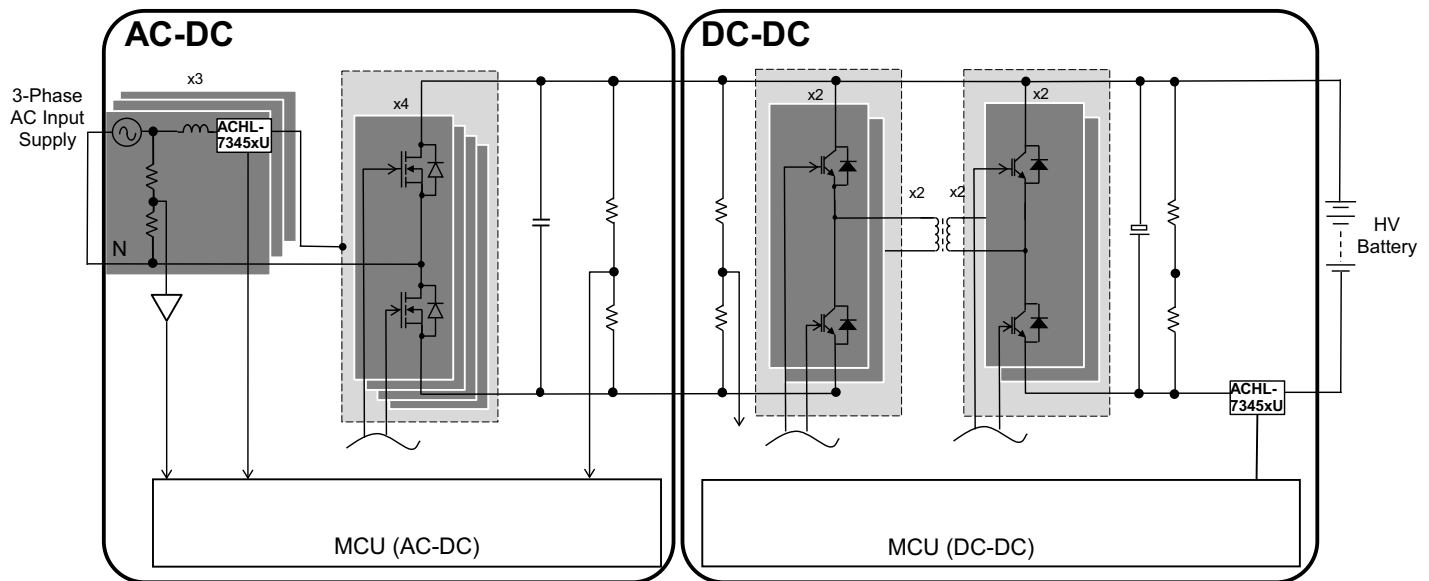 AC-DC
DC-DC
x3
3-Phase
AC Input
Supply
ACHL-
7345xU
N
x4
x2
x2
x2
x2
HV
Battery
ACHL-
7345xU
MCU (AC-DC)
MCU (DC-DC)